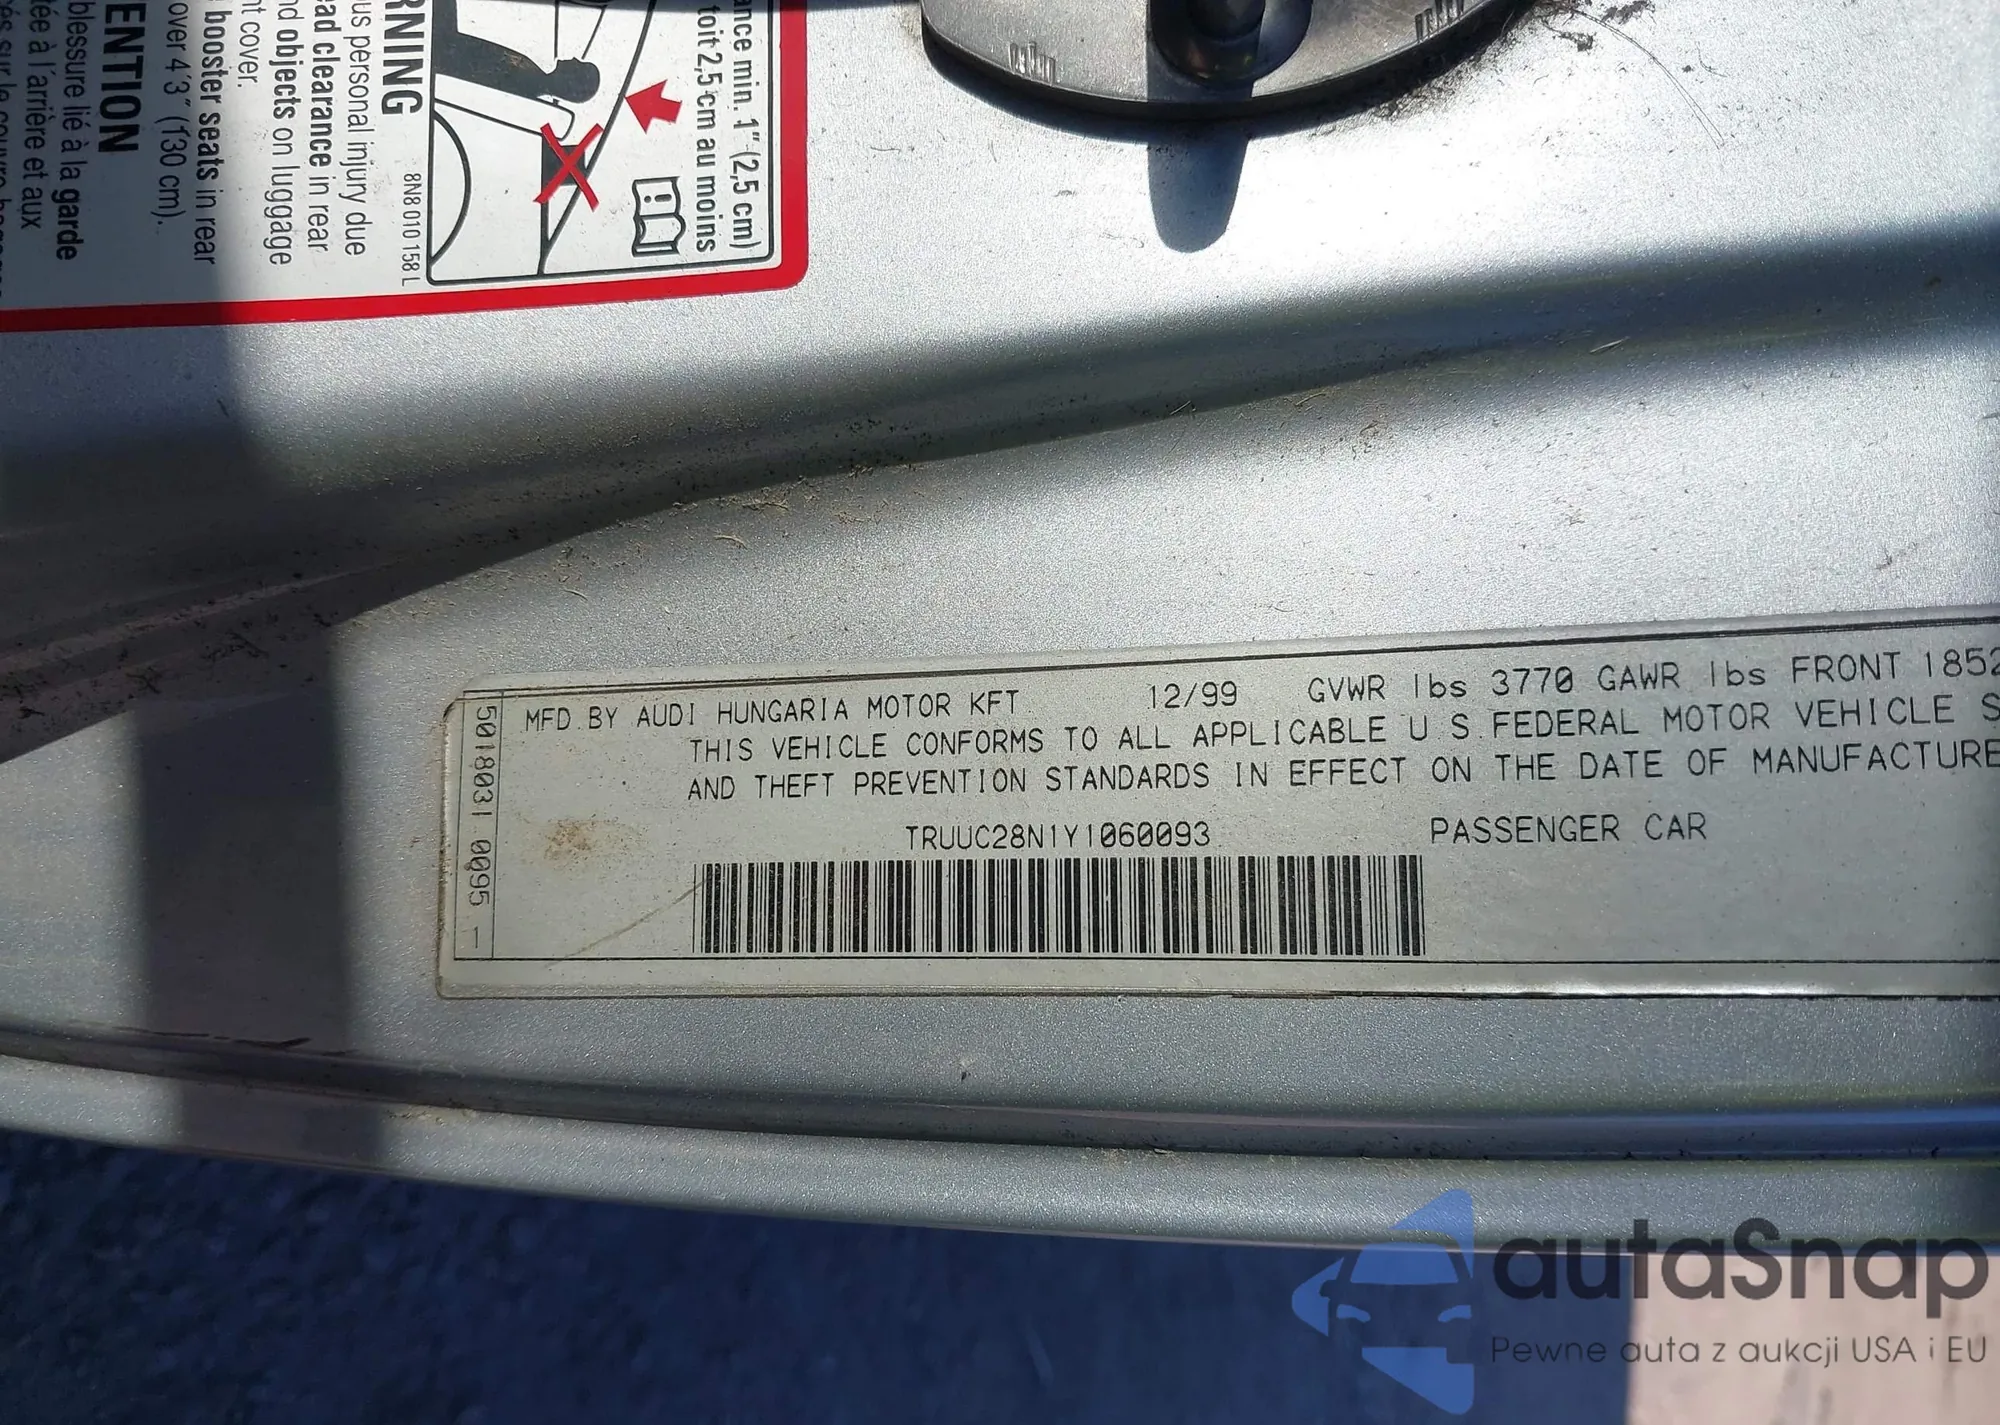 ance min. 1" (2,5 cm)
toit 2,5 cm au moins
8N8 010 158 L
RNING
ous personal injury due
ead clearance in rear
nd objects on luggage
nt cover.
booster seats in rear
over 4'3" (130 cm).
ENTION
blessure lié à la garde
tée à l'arrière et aux
MFD.BY AUDI HUNGARIA MOTOR KFT 12/99 GVWR lbs 3770 GAWR lbs FRONT 1852
THIS VEHICLE CONFORMS TO ALL APPLICABLE U.S.FEDERAL MOTOR VEHICLE S
AND THEFT PREVENTION STANDARDS IN EFFECT ON THE DATE OF MANUFACTURE
TRUUC28N1Y1060093 PASSENGER CAR
5018031 0095 -
autaSnap
Pewne auta z aukcji USA i EU